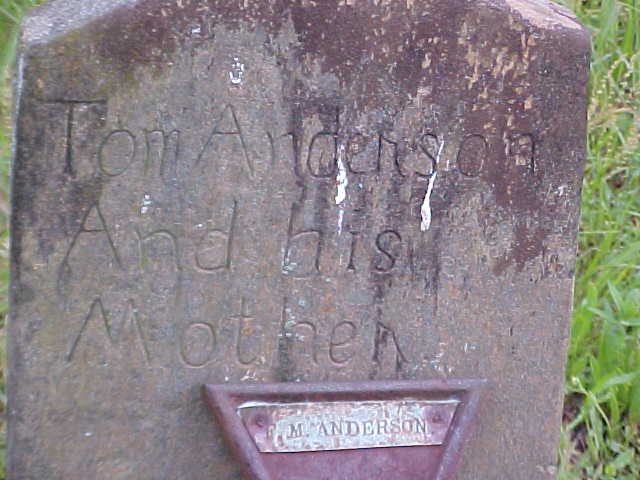 Tom Anderson
And his
Mother
F. M. ANDERSON